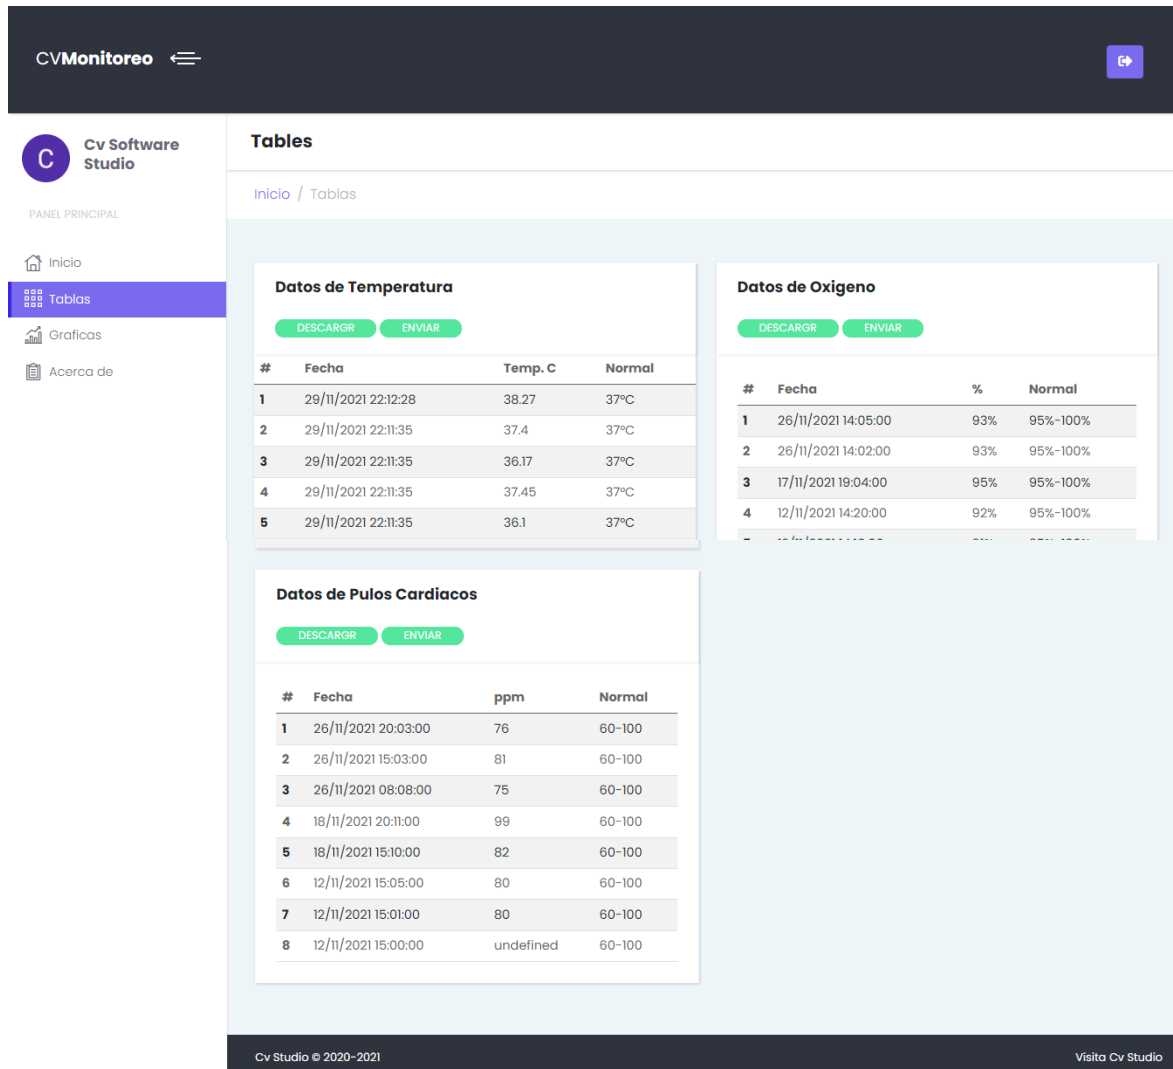 CVMonitoreo
Cv Software
Studio
PANEL PRINCIPAL
Inicio
Tablas
Graficas
Acerca de
Tables
Inicio / Tablas
Datos de Temperatura
DESCARGR ENVIAR
# Fecha Temp. C Normal
1 29/11/2021 22:12:28 38.27 37°C
2 29/11/2021 22:11:35 37.4 37°C
3 29/11/2021 22:11:35 36.17 37°C
4 29/11/2021 22:11:35 37.45 37°C
5 29/11/2021 22:11:35 36.1 37°C
Datos de Oxigeno
DESCARGR ENVIAR
# Fecha % Normal
1 26/11/2021 14:05:00 93% 95%-100%
2 26/11/2021 14:02:00 93% 95%-100%
3 17/11/2021 19:04:00 95% 95%-100%
4 12/11/2021 14:20:00 92% 95%-100%
Datos de Pulos Cardiacos
DESCARGR ENVIAR
# Fecha ppm Normal
1 26/11/2021 20:03:00 76 60-100
2 26/11/2021 15:03:00 81 60-100
3 26/11/2021 08:08:00 75 60-100
4 18/11/2021 20:11:00 99 60-100
5 18/11/2021 15:10:00 82 60-100
6 12/11/2021 15:05:00 80 60-100
7 12/11/2021 15:01:00 80 60-100
8 12/11/2021 15:00:00 undefined 60-100
Cv Studio © 2020-2021
Visita Cv Studio